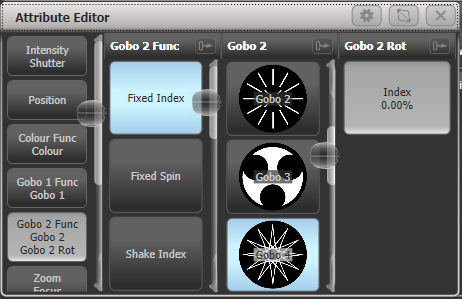 Attribute Editor
Intensity
Shutter
Position
Colour Func
Colour
Gobo 1 Func
Gobo 1
Gobo 2 Func
Gobo 2
Gobo 2 Rot
Zoom
Focus
Gobo 2 Func
Fixed Index
Fixed Spin
Shake Index
Gobo 2
Gobo 2
Gobo 3
Gobo 4
Gobo 2 Rot
Index
0.00%